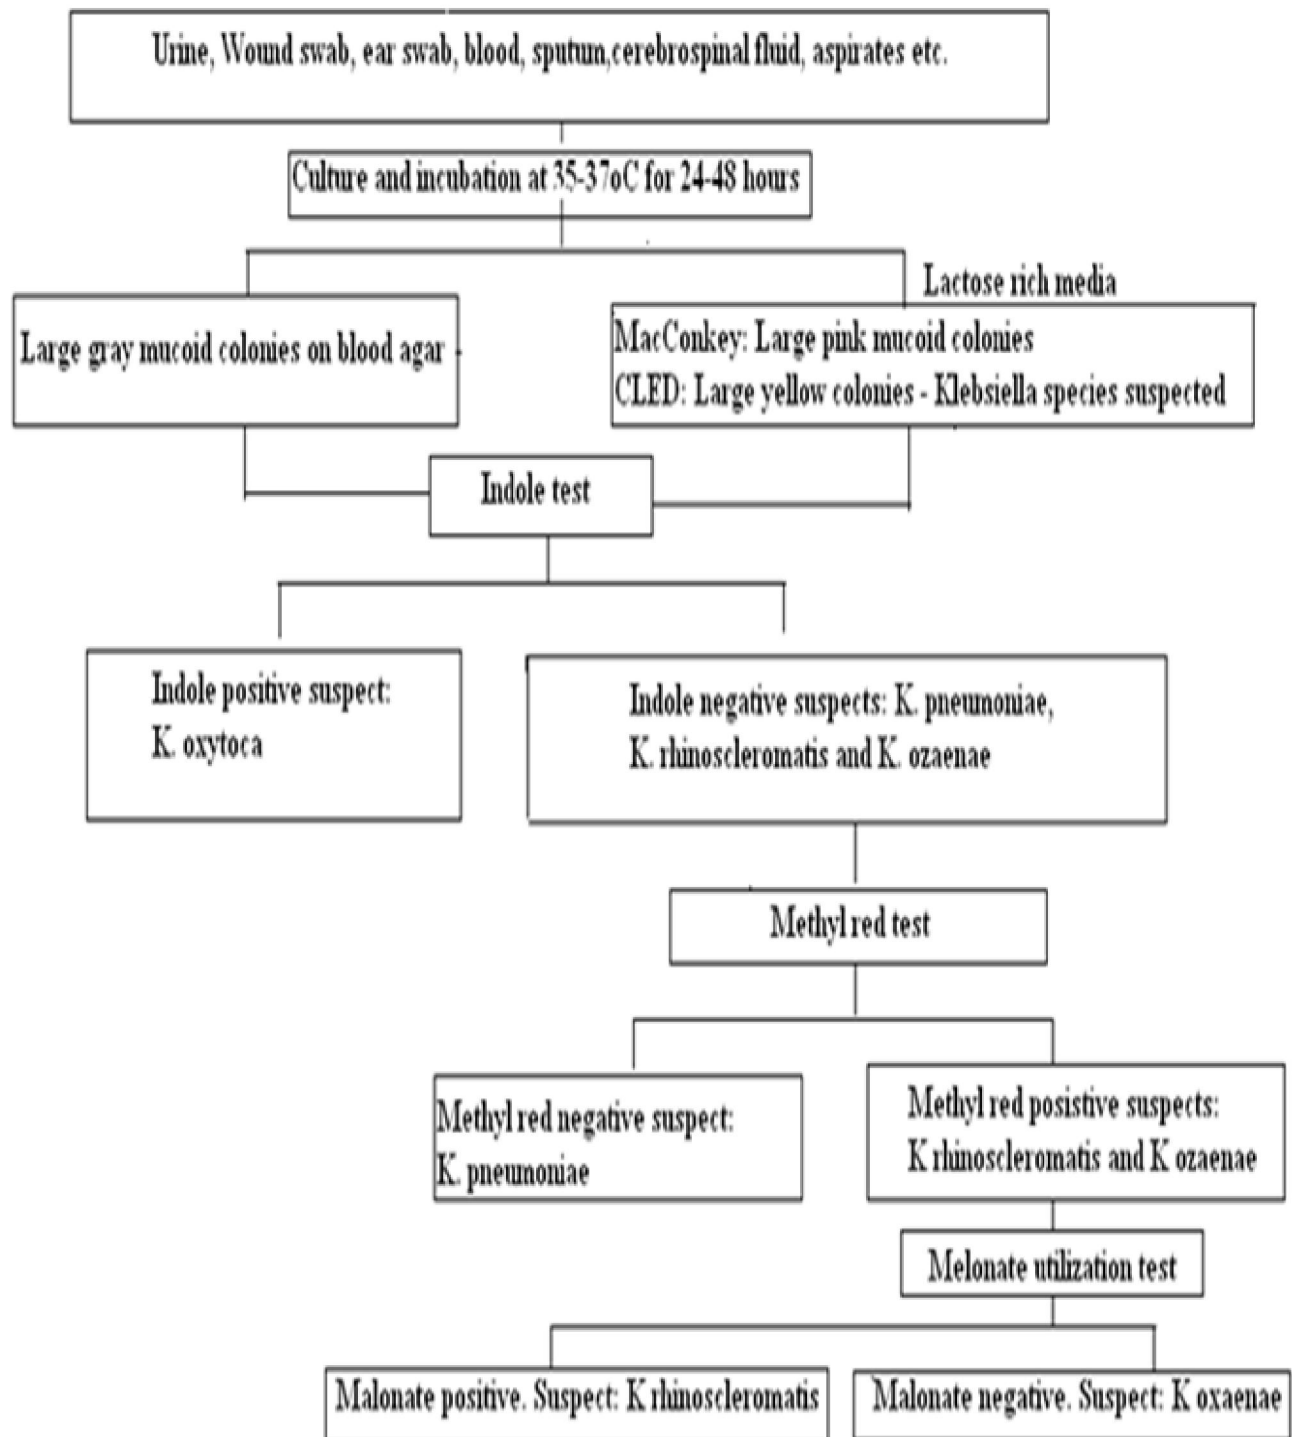 Urine, Wound swab, ear swab, blood, sputum,cerebrospinal fluid, aspirates etc.
Culture and incubation at 35-37oC for 24-48 hours
Lactose rich media
Large gray mucoid colonies on blood agar
MacConkey: Large pink mucoid colonies
CLED: Large yellow colonies - Klebsiella species suspected
Indole test
Indole positive suspect:
K. oxytoca
Indole negative suspects: K. pneumoniae,
K. rhinoscleromatis and K. ozaenae
Methyl red test
Methyl red negative suspect:
K. pneumoniae
Methyl red posistive suspects:
K rhinoscleromatis and K ozaenae
Melonate utilization test
Malonate positive. Suspect: K rhinoscleromatis
Malonate negative. Suspect: K oxaenae